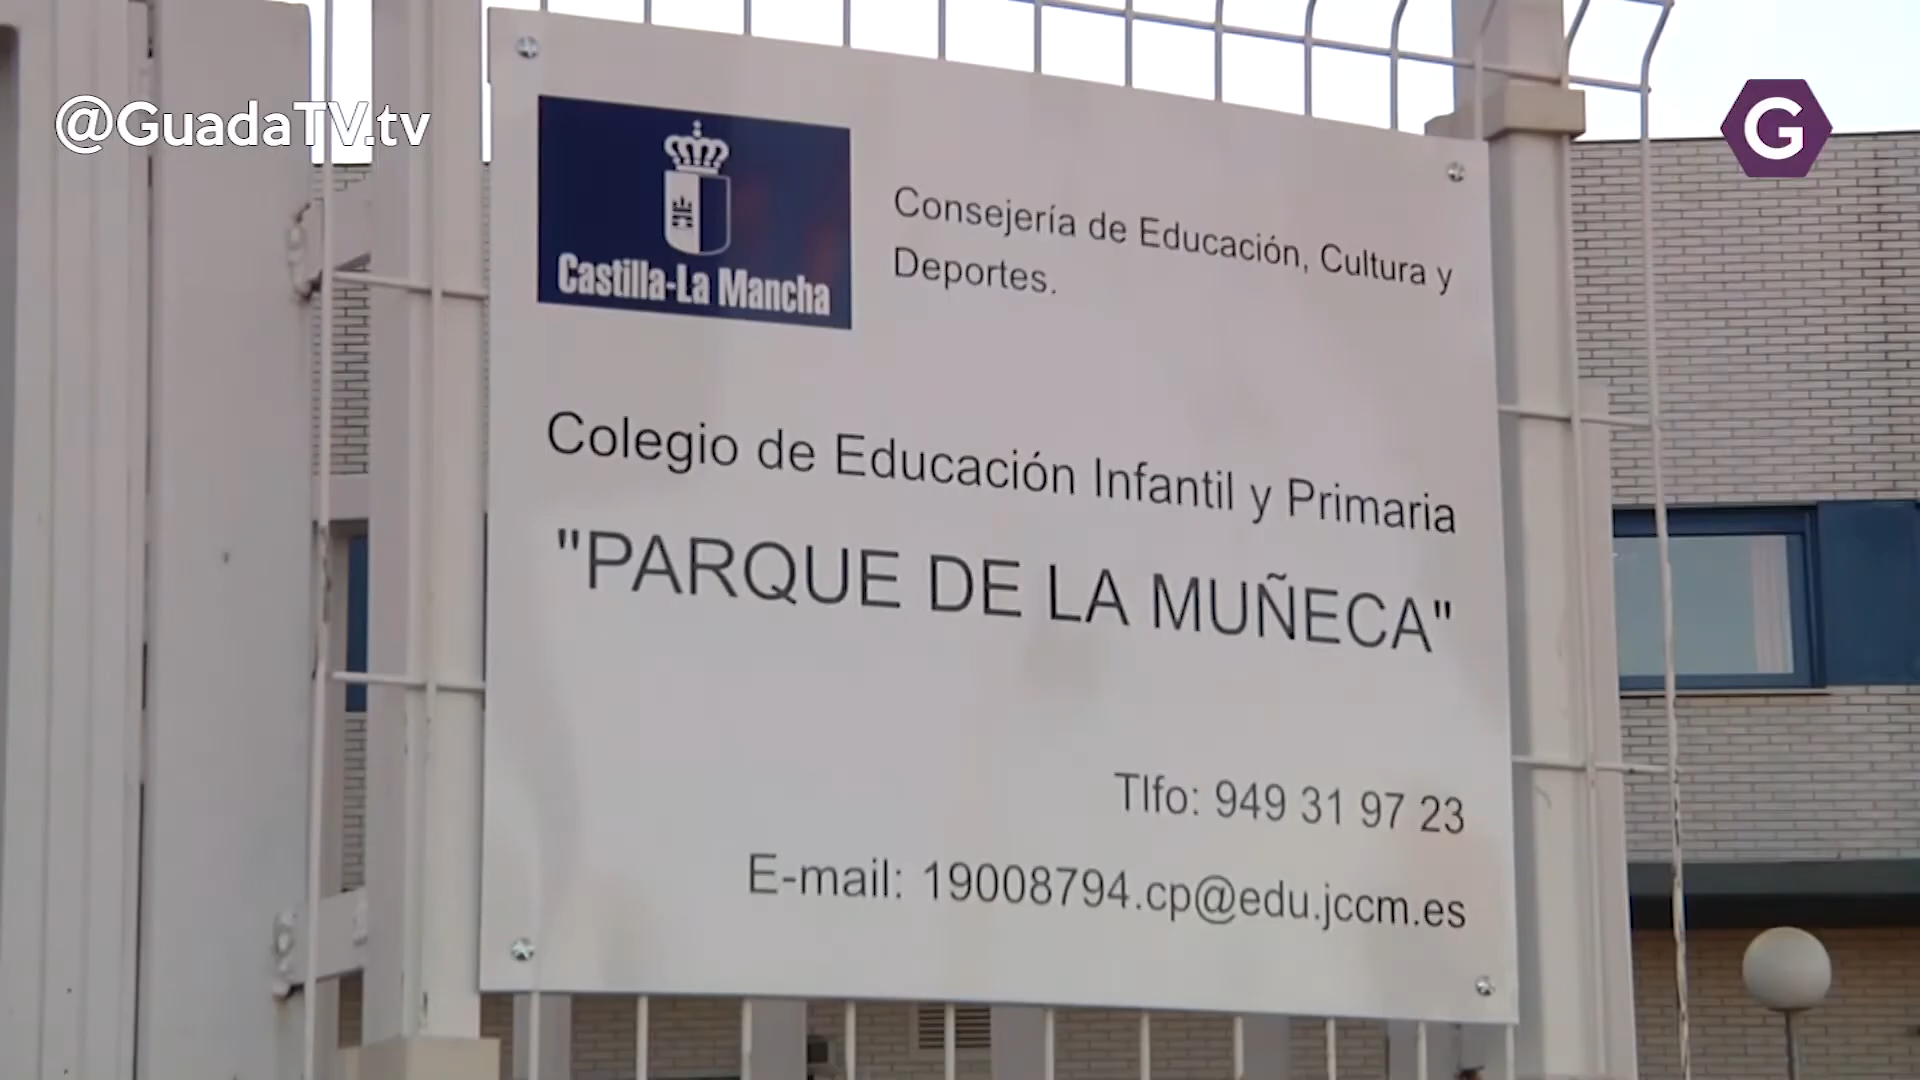 @GuadaTV.tv
G
Castilla-La Mancha
Consejería de Educación, Cultura y
Deportes.
Colegio de Educación Infantil y Primaria
"PARQUE DE LA MUÑECA"
Tlfo: 949 31 97 23
E-mail: 19008794.cp@edu.jccm.es